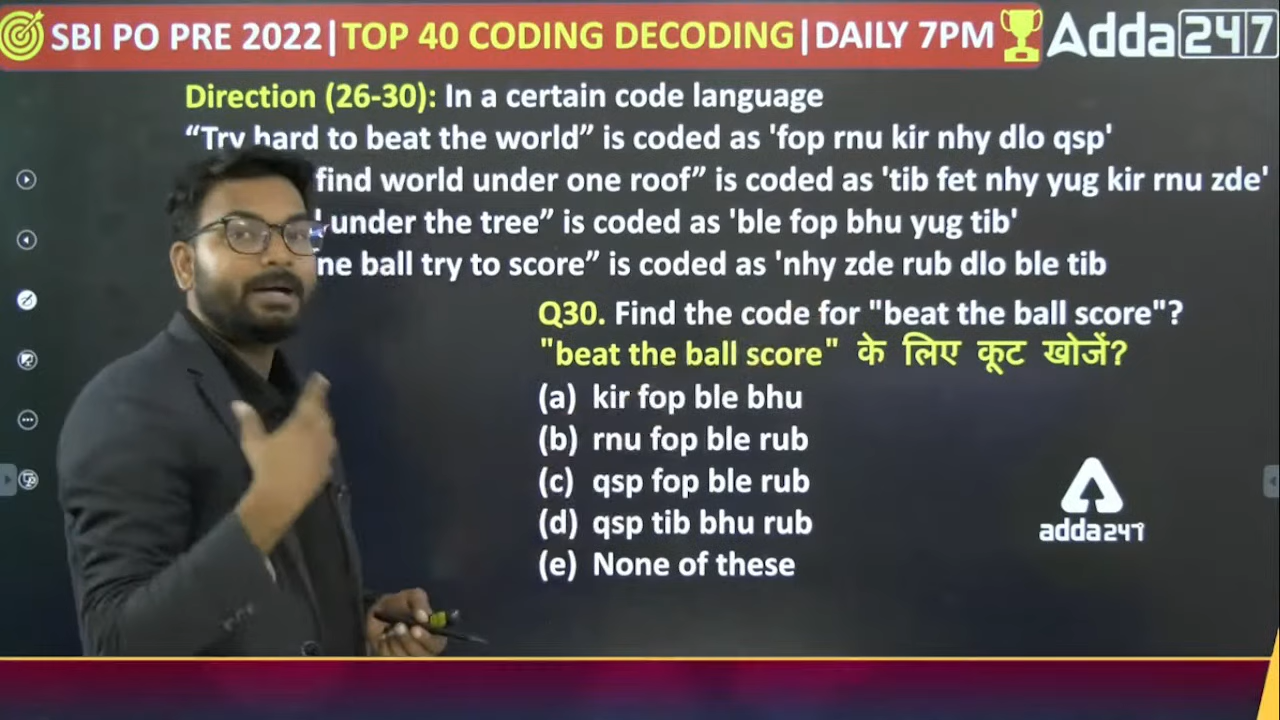 SBI PO PRE 2022|TOP 40 CODING DECODING|DAILY 7PM Adda247
Direction (26-30): In a certain code language
“Try hard to beat the world” is coded as 'fop rnu kir nhy dlo qsp'
find world under one roof” is coded as 'tib fet nhy yug kir rnu zde'
under the tree” is coded as 'ble fop bhu yug tib'
ne ball try to score” is coded as 'nhy zde rub dlo ble tib
Q30. Find the code for "beat the ball score"?
"beat the ball score" के लिए कूट खोजें?
(a) kir fop ble bhu
(b) rnu fop ble rub
(c) qsp fop ble rub
(d) qsp tib bhu rub
(e) None of these
adda247